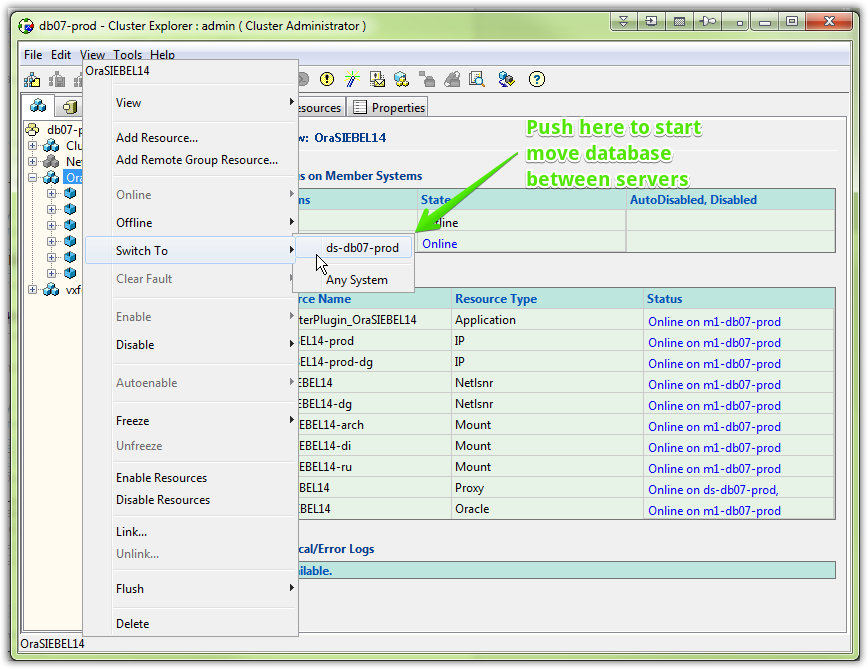 db07-prod - Cluster Explorer : admin ( Cluster Administrator )
File Edit View Tools Help
OraSIEBEL14
View
Add Resource...
Add Remote Group Resource...
Online
Offline
Switch To
Clear Fault
Enable
Disable
Autoenable
Freeze
Unfreeze
Enable Resources
Disable Resources
Link...
Unlink...
Flush
Delete
ds-db07-prod
Any System
Push here to start
move database
between servers
esources Properties
db07-p
Clu
Ne
Ora
vxf
w: OraSIEBEL14
s on Member Systems
ms State AutoDisabled, Disabled
line
Online
rce Name Resource Type Status
terPlugin_OraSIEBEL14 Application Online on m1-db07-prod
EL14-prod IP Online on m1-db07-prod
EL14-prod-dg IP Online on m1-db07-prod
IEBEL14 Netlsnr Online on m1-db07-prod
IEBEL14-dg Netlsnr Online on m1-db07-prod
EBEL14-arch Mount Online on m1-db07-prod
EBEL14-di Mount Online on m1-db07-prod
EBEL14-ru Mount Online on m1-db07-prod
BEL14 Proxy Online on ds-db07-prod,
EBEL14 Oracle Online on m1-db07-prod
cal/Error Logs
ilable.
OraSIEBEL14